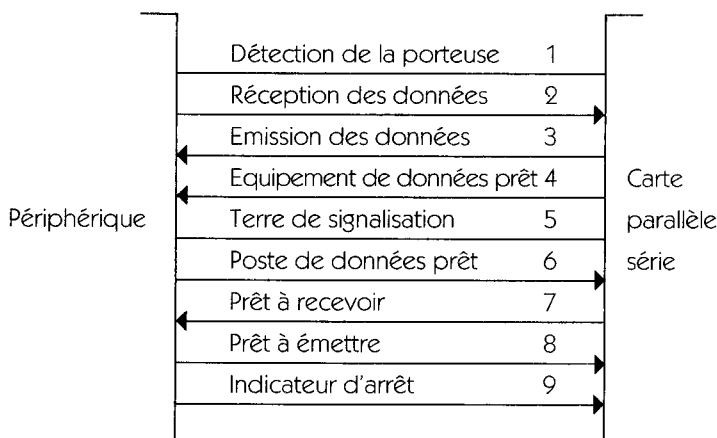 Détection de la porteuse 1
Réception des données 2
Emission des données 3
Equipement de données prêt 4
Périphérique
Terre de signalisation 5
Poste de données prêt 6
Prêt à recevoir 7
Prêt à émettre 8
Indicateur d'arrêt 9
Carte
parallèle
série